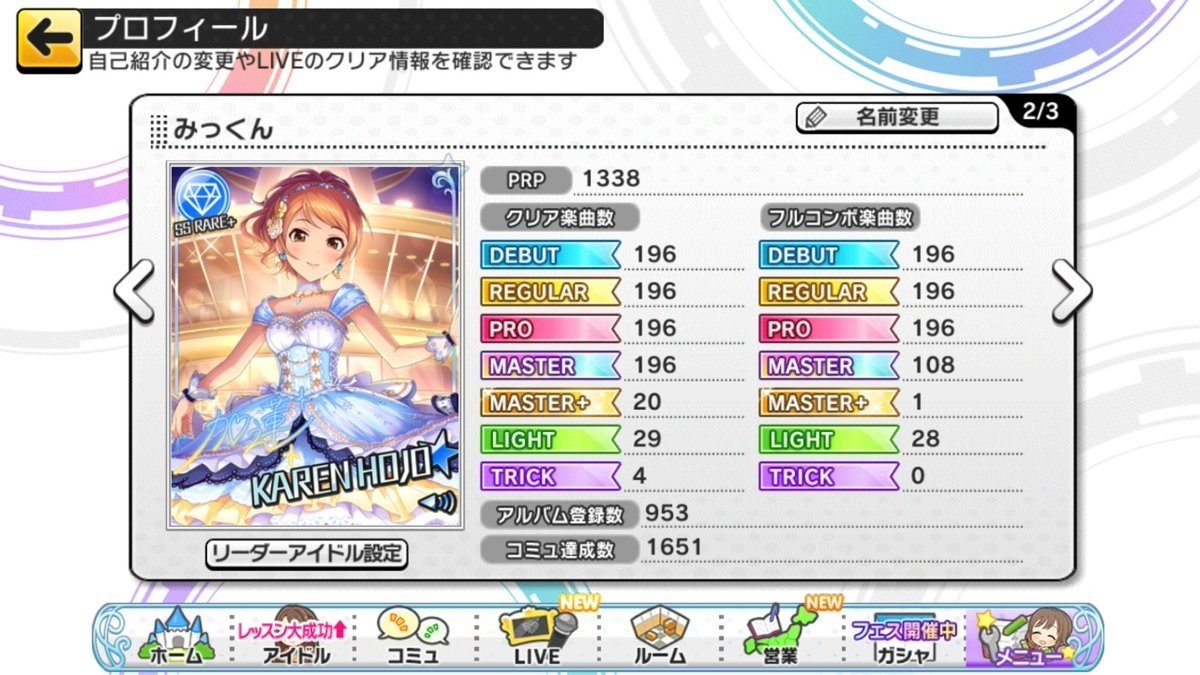 プロフィール
自己紹介の変更やLIVEのクリア情報を確認できます
みっくん
名前変更
2/3
SS RARE+
加蓮
KAREN HOJO
リーダーアイドル設定
PRP 1338
クリア楽曲数
DEBUT 196
REGULAR 196
PRO 196
MASTER 196
MASTER+ 20
LIGHT 29
TRICK 4
フルコンボ楽曲数
DEBUT 196
REGULAR 196
PRO 196
MASTER 108
MASTER+ 1
LIGHT 28
TRICK 0
アルバム登録数 953
コミュ達成数 1651
ホーム
レッスン大成功↑
アイドル
コミュ
NEW
LIVE
ルーム
NEW
営業
フェス開催中
ガシャ
メニュー